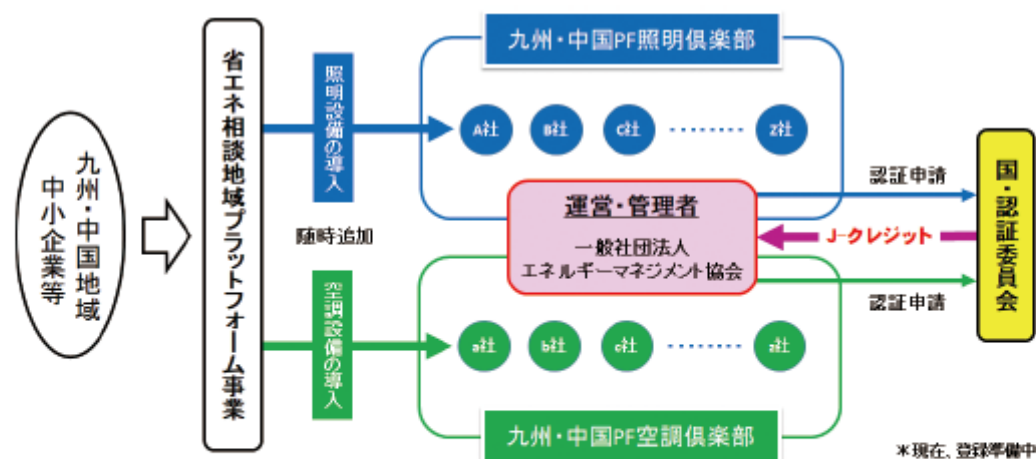 九州・中国地域
中小企業等
省エネ相談地域プラットフォーム事業
照明設備の導入
随時追加
空調設備の導入
九州・中国PF照明倶楽部
A社
B社
C社
Z社
運営・管理者
一般社団法人
エネルギーマネジメント協会
a社
b社
c社
九州・中国PF空調倶楽部
認証申請
J-クレジット
認証申請
国・認証委員会
*現在、登録準備中